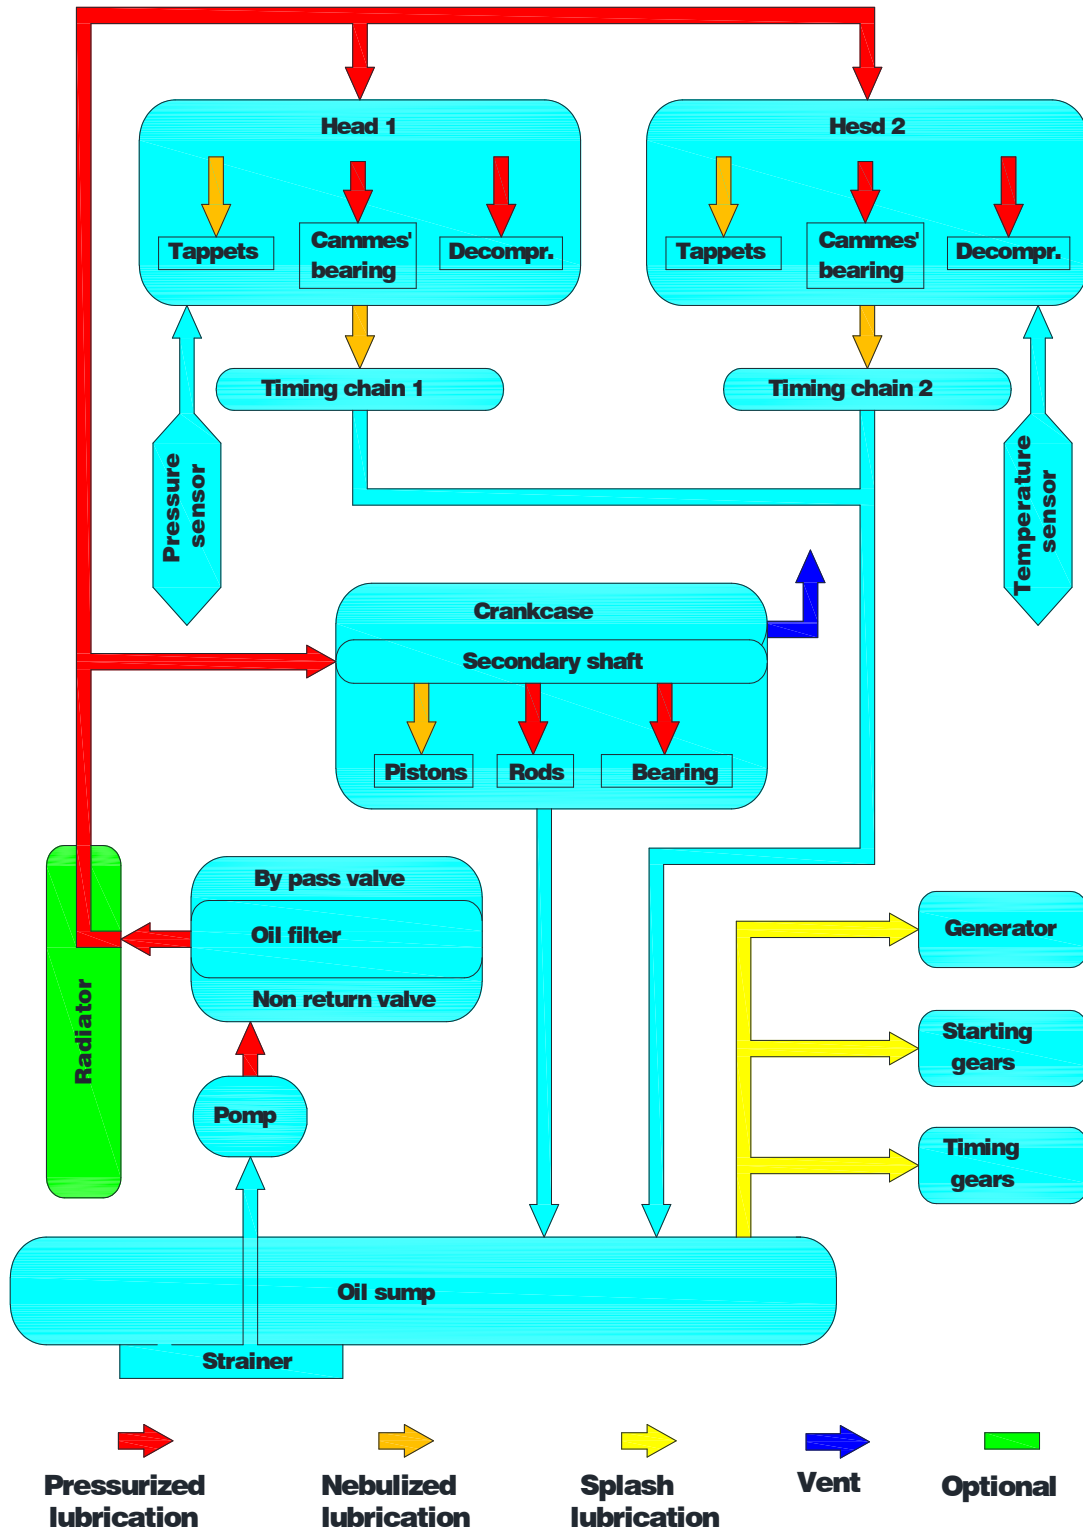 Head 1
Hesd 2
Tappets
Cammes'
bearing
Decompr.
Tappets
Cammes'
bearing
Decompr.
Timing chain 1
Timing chain 2
Pressure
sensor
Temperature
sensor
Crankcase
Secondary shaft
Pistons
Rods
Bearing
By pass valve
Oil filter
Non return valve
Radiator
Generator
Starting
gears
Pomp
Timing
gears
Oil sump
Strainer
Pressurized
lubrication
Nebulized
lubrication
Splash
lubrication
Vent
Optional